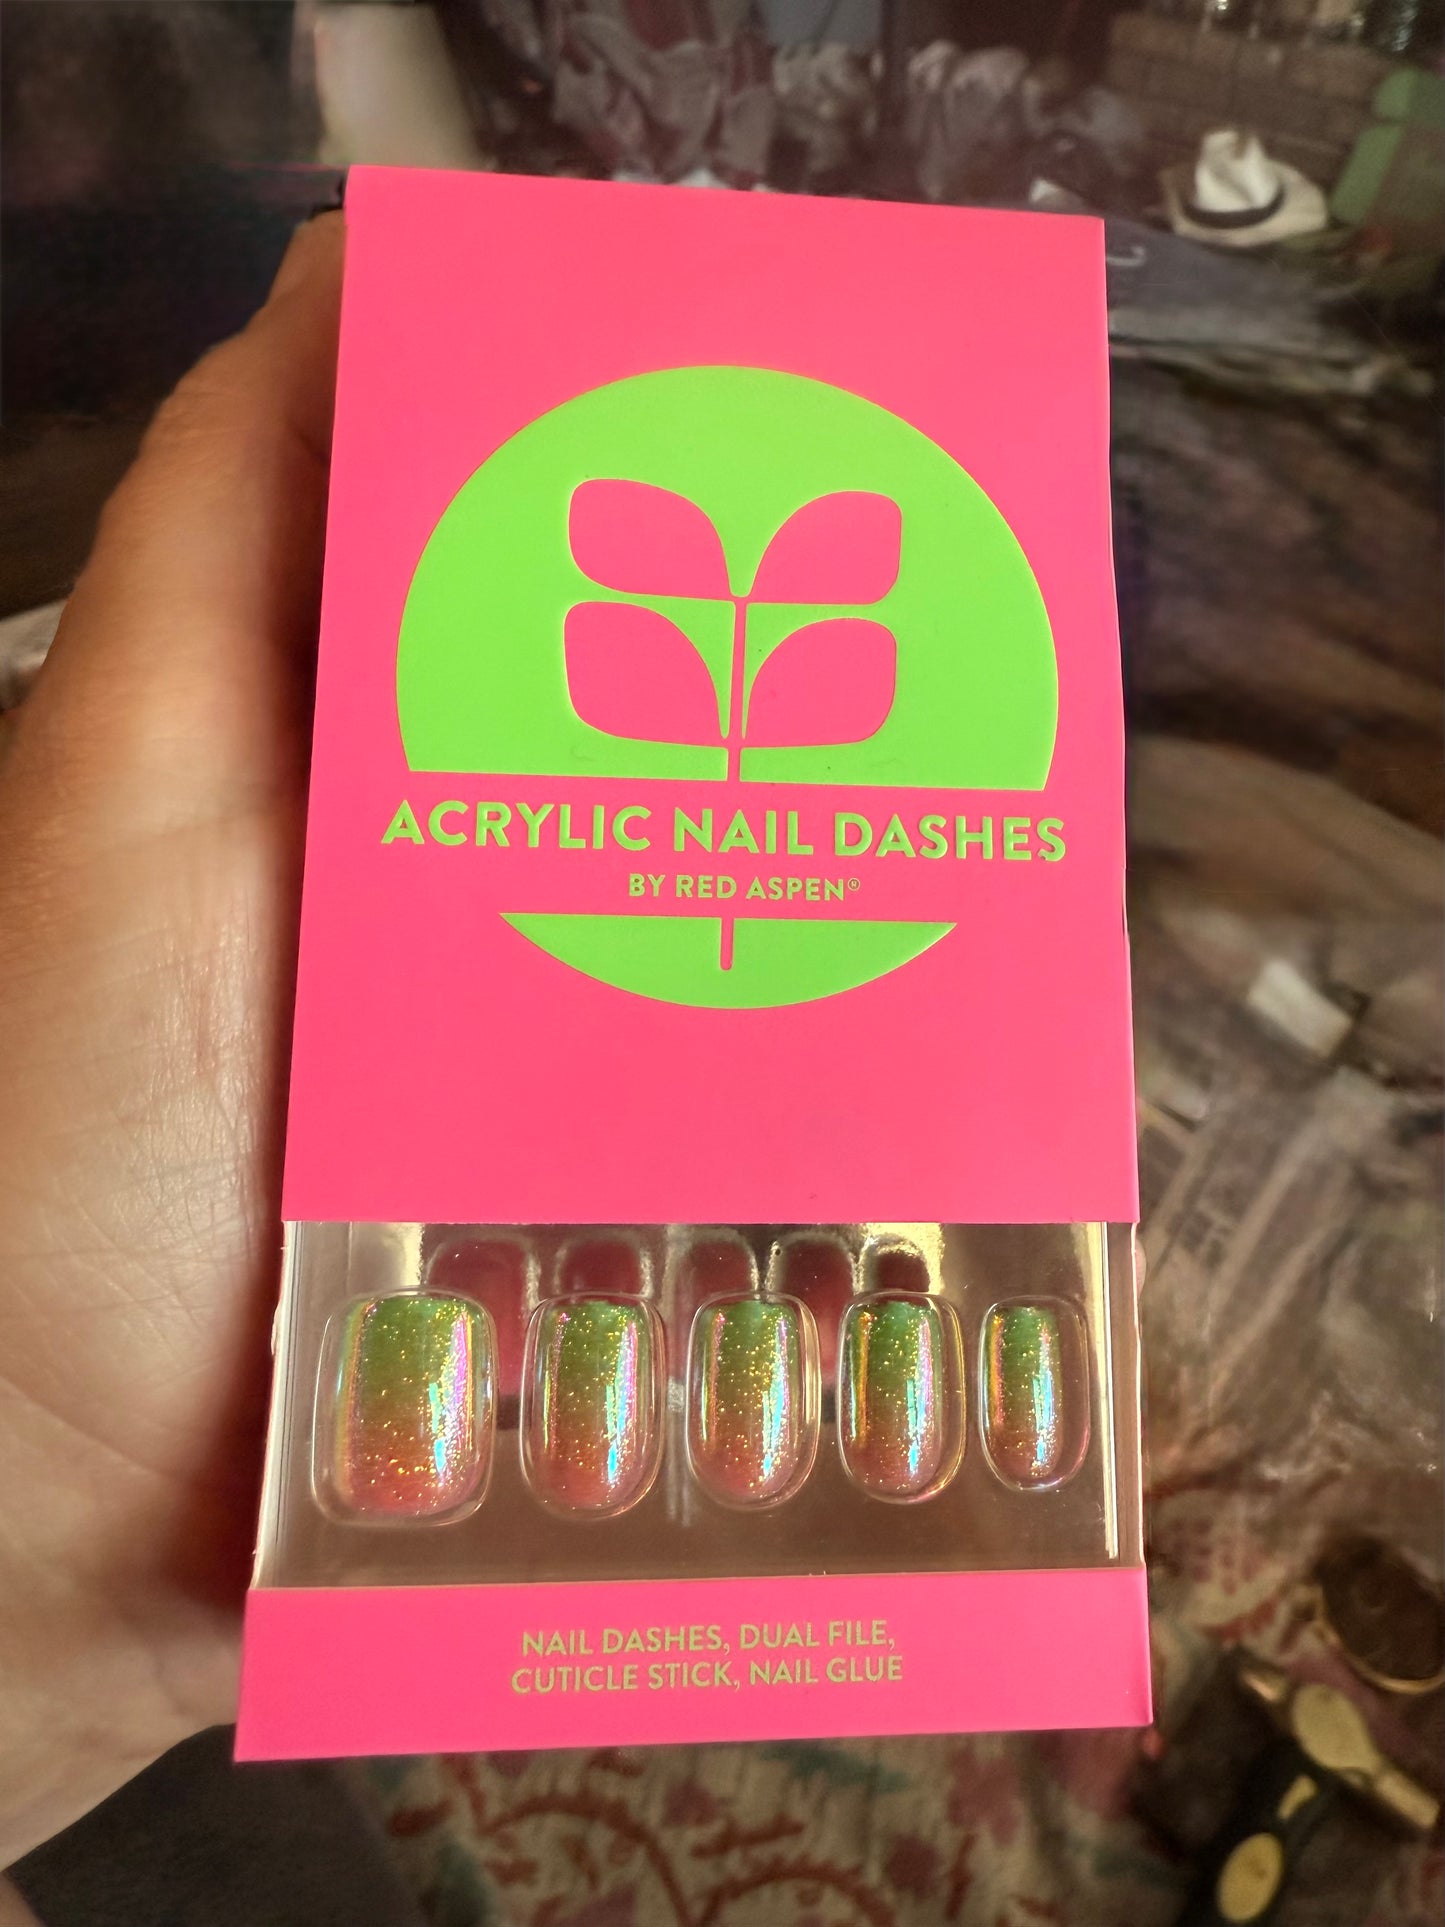 ACRYLIC NAIL DASHES
BY RED ASPEN®
NAIL DASHES, DUAL FILE,
CUTICLE STICK, NAIL GLUE